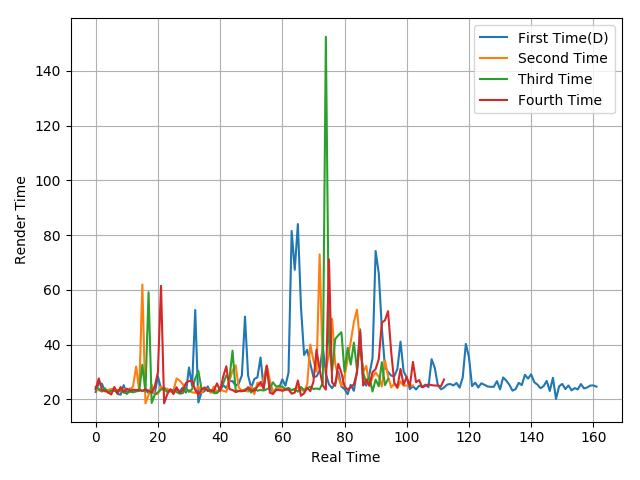 First Time(D)
Second Time
Third Time
Fourth Time
Render Time
140
120
100
80
60
40
20
0 20 40 60 80 100 120 140 160
Real Time